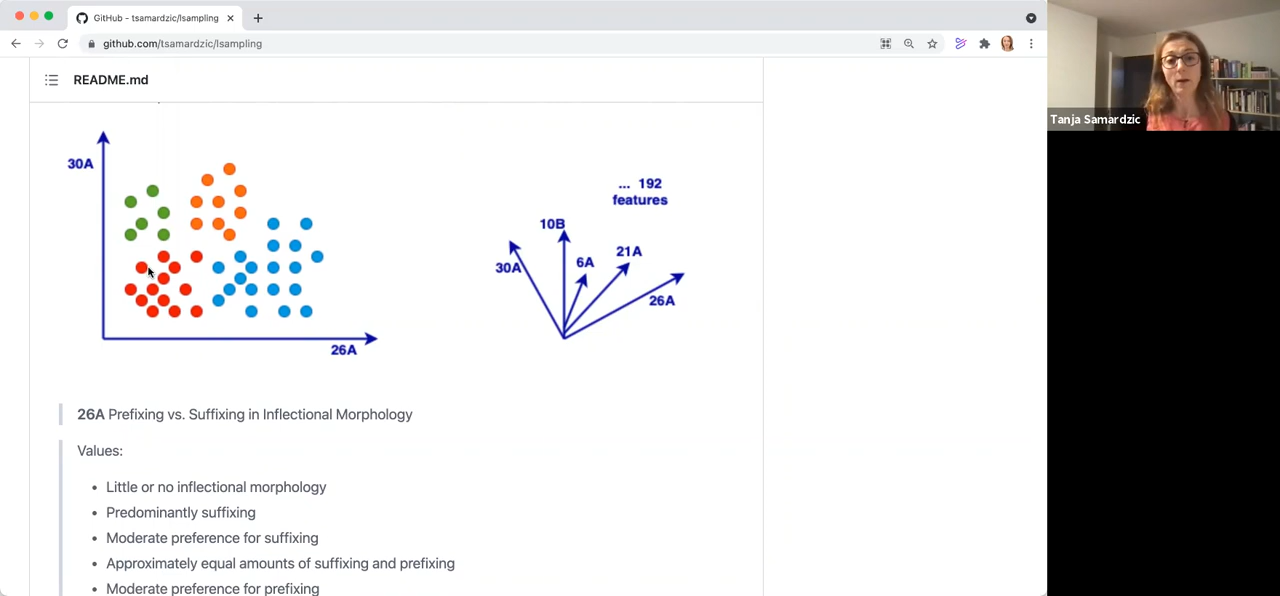 GitHub - tsamardzic/lsampling
github.com/tsamardzic/lsampling
README.md
30A
26A
... 192
features
10B
6A
21A
30A
26A
26A Prefixing vs. Suffixing in Inflectional Morphology
Values:
Little or no inflectional morphology
Predominantly suffixing
Moderate preference for suffixing
Approximately equal amounts of suffixing and prefixing
Moderate preference for prefixing
Tanja Samardzic